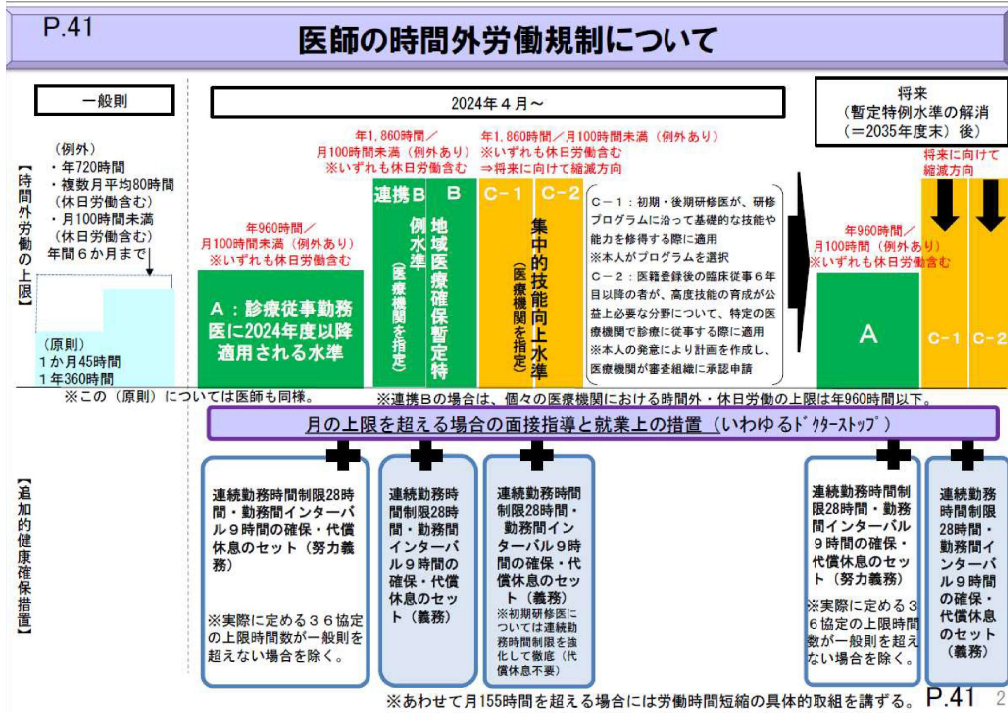 P.41
医師の時間外労働規制について
一般則
2024年４月～
将来
（暫定特例水準の解消
（＝2035年度末）後）
【時間外労働の上限】
（例外）
・年720時間
・複数月平均80時間
（休日労働含む）
・月100時間未満
（休日労働含む）
年間６か月まで
（原則）
１か月45時間
１年360時間
年960時間／
月100時間未満（例外あり）
※いずれも休日労働含む
Ａ：診療従事勤務
医に2024年度以降
適用される水準
年1,860時間／
月100時間未満（例外あり）
※いずれも休日労働含む
連携Ｂ
Ｂ
地域医療確保暫定特
例水準
（医療機関を指定）
年1,860時間／月100時間未満（例外あり）
※いずれも休日労働含む
⇒将来に向けて縮減方向
Ｃ-１
Ｃ-２
集中的技能向上水準
（医療機関を指定）
Ｃ－１：初期・後期研修医が、研修
プログラムに沿って基礎的な技能や
能力を修得する際に適用
※本人がプログラムを選択
Ｃ－２：医籍登録後の臨床従事６年
目以降の者が、高度技能の育成が公
益上必要な分野について、特定の医
療機関で診療に従事する際に適用
※本人の発意により計画を作成し、
医療機関が審査組織に承認申請
将来に向けて
縮減方向
年960時間／
月100時間（例外あり）
※いずれも休日労働含む
Ａ
Ｃ-１
Ｃ-２
※この（原則）については医師も同様。
※連携Ｂの場合は、個々の医療機関における時間外・休日労働の上限は年960時間以下。
月の上限を超える場合の面接指導と就業上の措置（いわゆるﾄﾞｸﾀｰｽﾄｯﾌﾟ）
【追加的健康確保措置】
連続勤務時間制限28時
間・勤務間インターバ
ル９時間の確保・代償
休息のセット（努力義
務）
※実際に定める３６協定
の上限時間数が一般則を
超えない場合を除く。
連続勤務時
間制限28時
間・勤務間
インターバ
ル９時間の
確保・代償
休息のセッ
ト（義務）
連続勤務時間
制限28時間・
勤務間イン
ターバル９時
間の確保・代
償休息のセッ
ト（義務）
※初期研修医に
ついては連続勤
務時間制限を強
化して徹底（代
償休息不要）
連続勤務時間制
限28時間・勤務
間インターバル
９時間の確保・
代償休息のセッ
ト（努力義務）
※実際に定める３
６協定の上限時間
数が一般則を超え
ない場合を除く。
連続勤務
時間制限
28時間・勤
務間イン
ターバ
ル９時間
の確保・
代償休息
のセット
（義務）
※あわせて月155時間を超える場合には労働時間短縮の具体的取組を講ずる。
P.41
2